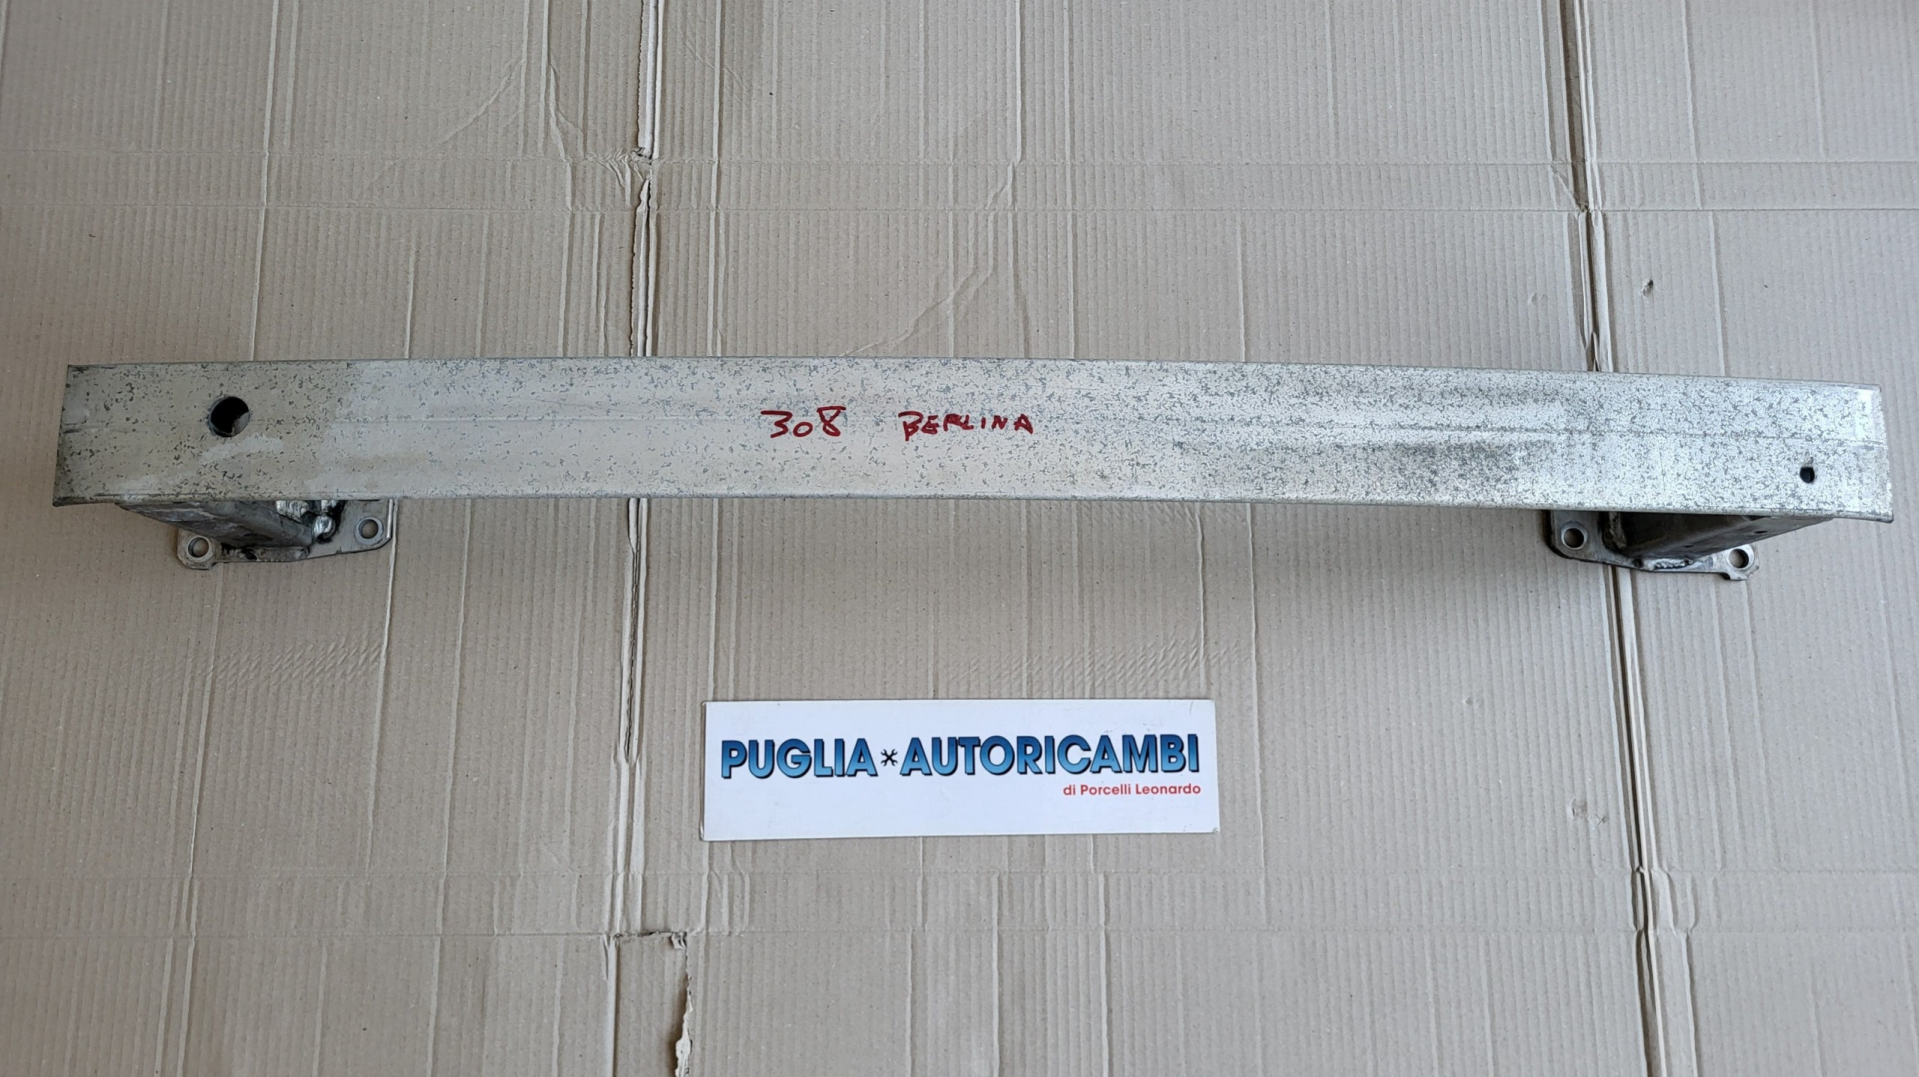 308 BERLINA
PUGLIA AUTORICAMBI
di Porcelli Leonardo